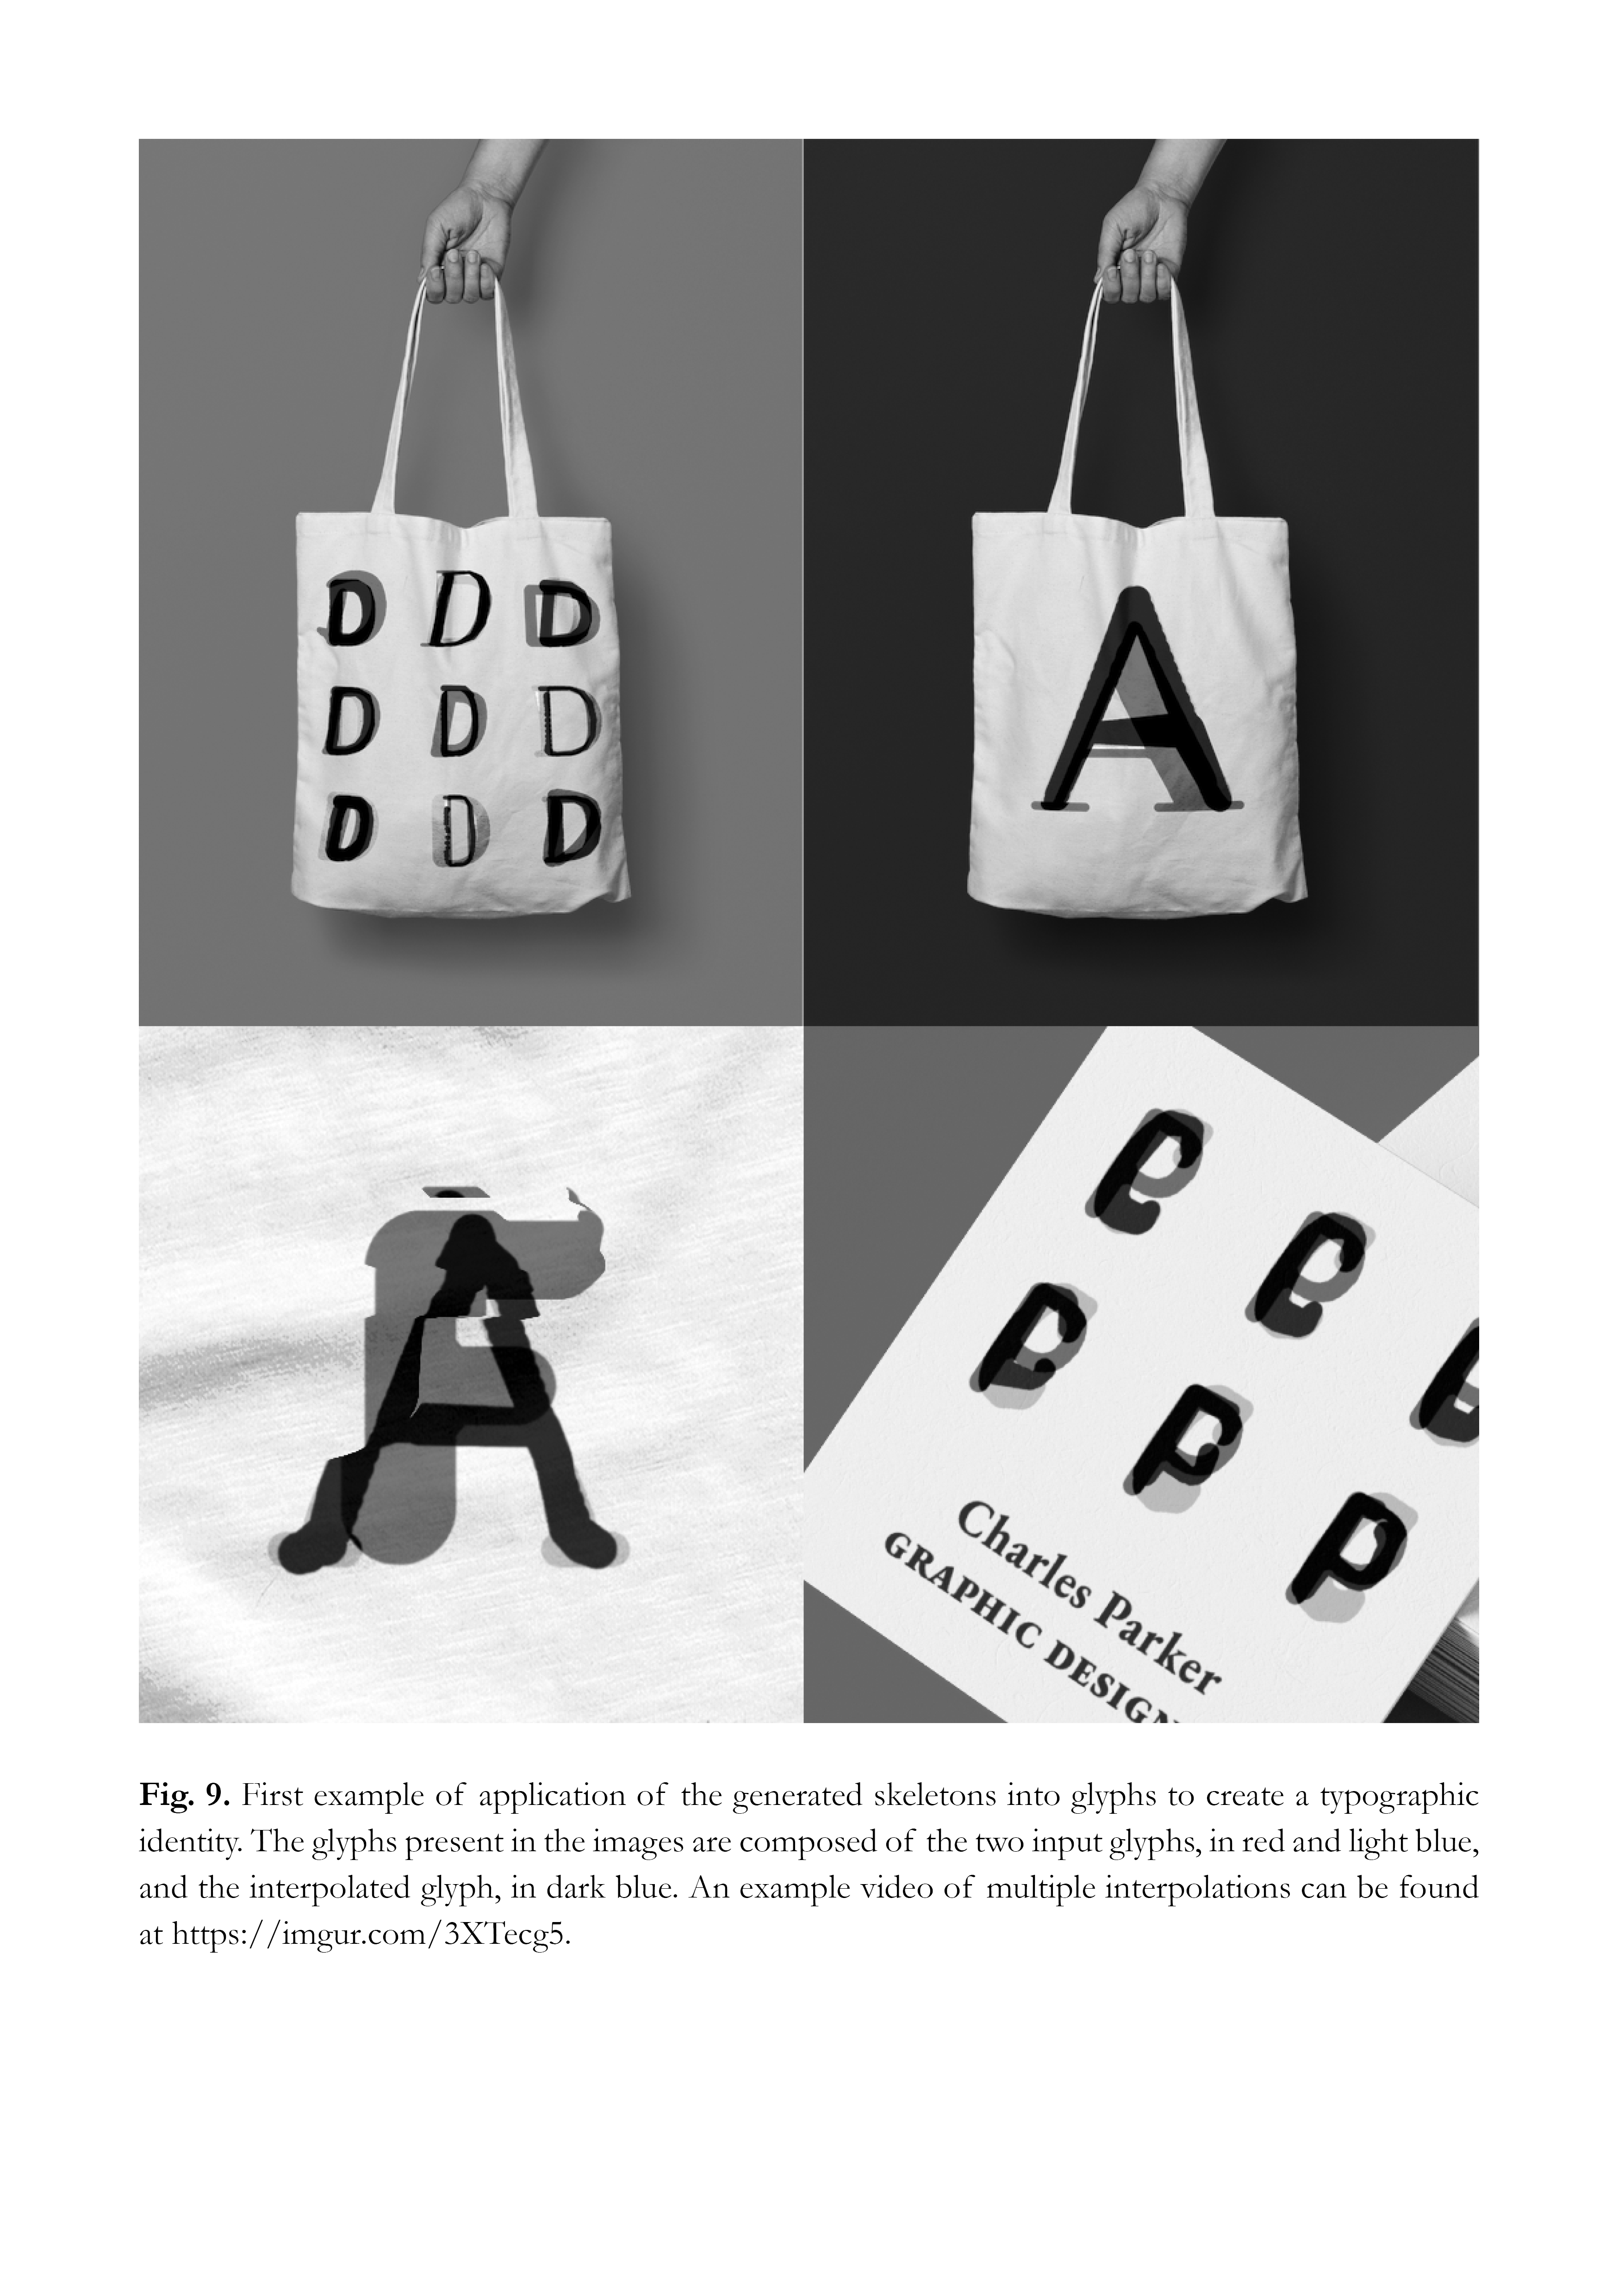 D D D
D D D
D D D
A
A
Charles Parker
GRAPHIC DESIGN
Fig. 9. First example of application of the generated skeletons into glyphs to create a typographic
identity. The glyphs present in the images are composed of the two input glyphs, in red and light blue,
and the interpolated glyph, in dark blue. An example video of multiple interpolations can be found
at https://imgur.com/3XTecg5.